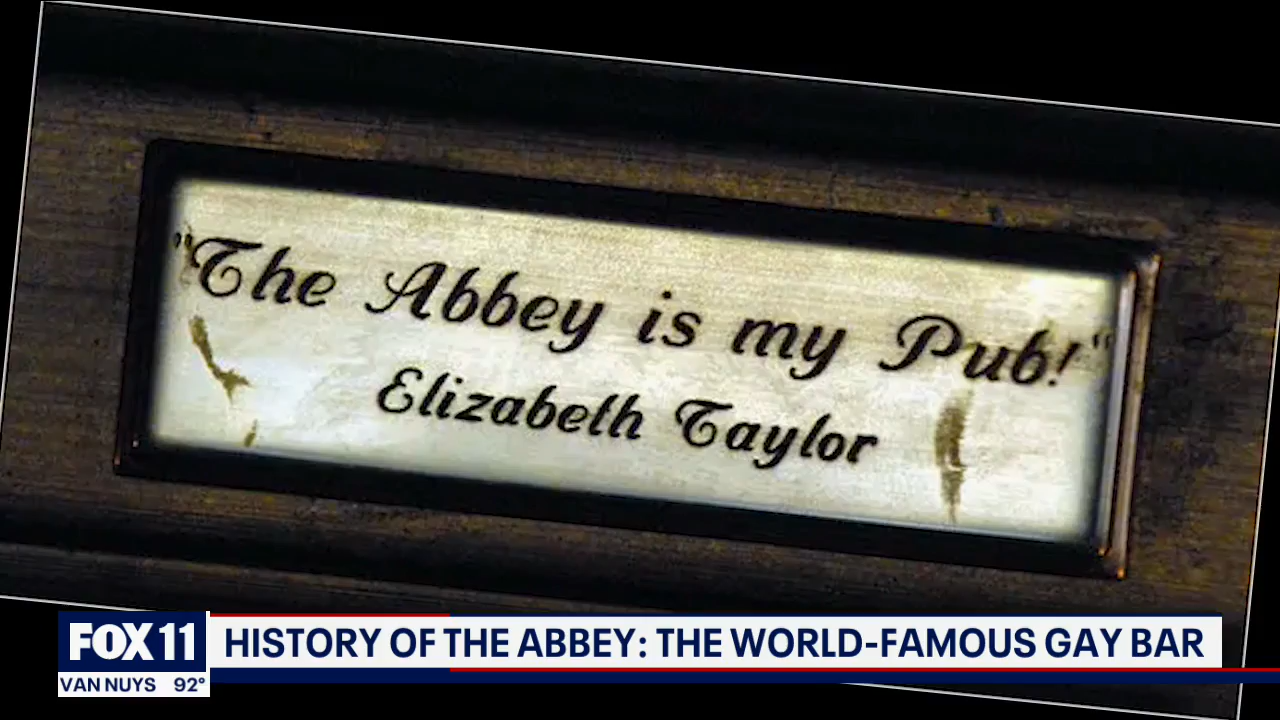 "The Abbey is my Pub!"
Elizabeth Taylor
FOX 11
HISTORY OF THE ABBEY: THE WORLD-FAMOUS GAY BAR
VAN NUYS 92°